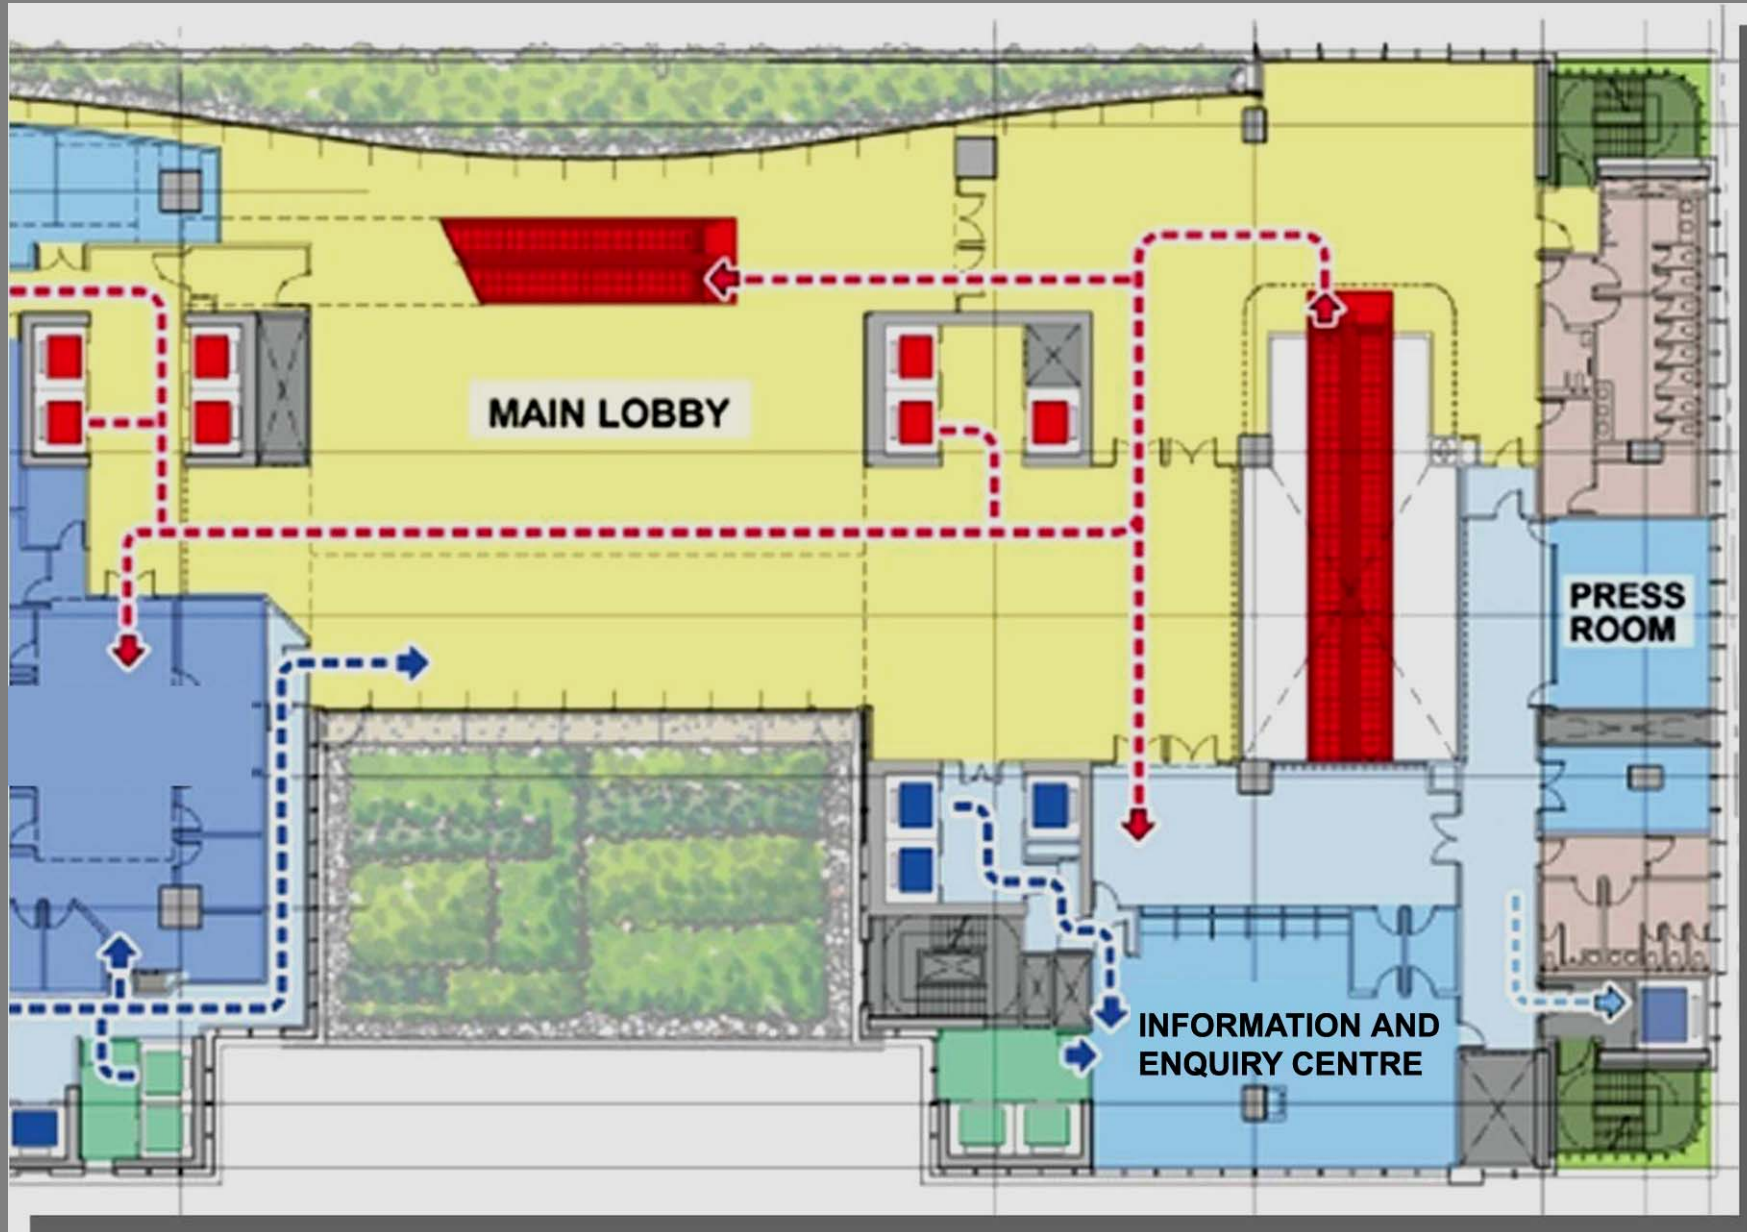 MAIN LOBBY
PRESS
ROOM
INFORMATION AND
ENQUIRY CENTRE